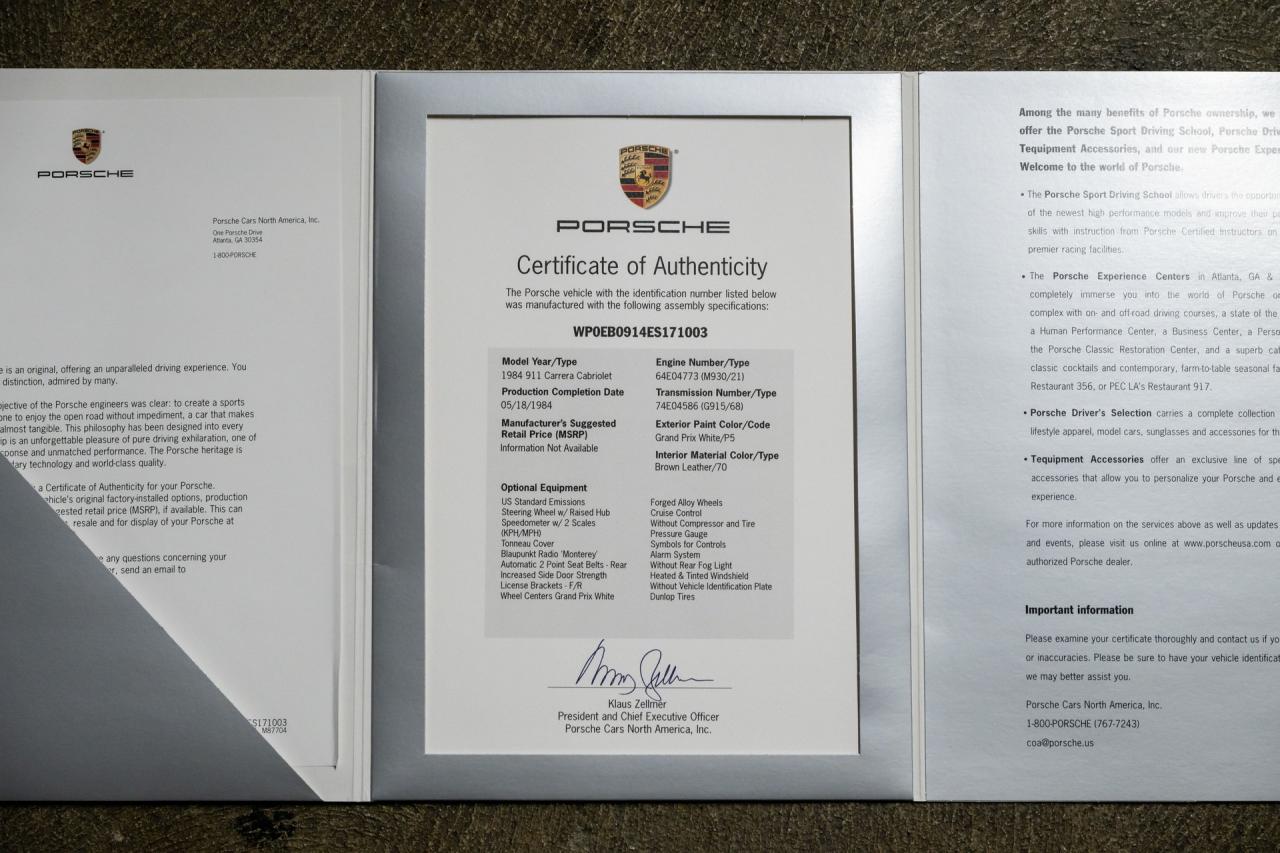 PORSCHE
PORSCHE
Porsche Cars North America, Inc.
One Porsche Drive
Atlanta, GA 30354
1-800-PORSCHE
e is an original, offering an unparalleled driving experience. You
distinction, admired by many.
jective of the Porsche engineers was clear: to create a sports
one to enjoy the open road without impediment, a car that makes
almost tangible. This philosophy has been designed into every
ip is an unforgettable pleasure of pure driving exhilaration, one of
sponse and unmatched performance. The Porsche heritage is
ary technology and world-class quality.
a Certificate of Authenticity for your Porsche.
ehicle's original factory-installed options, production
gested retail price (MSRP), if available. This can
, resale and for display of your Porsche at
e any questions concerning your
er, send an email to
ES171003
M87704
PORSCHE
PORSCHE
Certificate of Authenticity
The Porsche vehicle with the identification number listed below
was manufactured with the following assembly specifications:
WP0EB0914ES171003
Model Year/Type
1984 911 Carrera Cabriolet
Production Completion Date
05/18/1984
Manufacturer's Suggested
Retail Price (MSRP)
Information Not Available
Engine Number/Type
64E04773 (M930/21)
Transmission Number/Type
74E04586 (G915/68)
Exterior Paint Color/Code
Grand Prix White/P5
Interior Material Color/Type
Brown Leather/70
Optional Equipment
US Standard Emissions
Steering Wheel w/ Raised Hub
Speedometer w/ 2 Scales
(KPH/MPH)
Tonneau Cover
Blaupunkt Radio 'Monterey'
Automatic 2 Point Seat Belts - Rear
Increased Side Door Strength
License Brackets - F/R
Wheel Centers Grand Prix White
Forged Alloy Wheels
Cruise Control
Without Compressor and Tire
Pressure Gauge
Symbols for Controls
Alarm System
Without Rear Fog Light
Heated & Tinted Windshield
Without Vehicle Identification Plate
Dunlop Tires
Klaus Zellmer
President and Chief Executive Officer
Porsche Cars North America, Inc.
Among the many benefits of Porsche ownership, we
offer the Porsche Sport Driving School, Porsche Driv
Tequipment Accessories, and our new Porsche Exper
Welcome to the world of Porsche.
• The Porsche Sport Driving School allows drivers the opportun
of the newest high performance models and improve their pe
skills with instruction from Porsche Certified Instructors on
premier racing facilities.
• The Porsche Experience Centers in Atlanta, GA &
completely immerse you into the world of Porsche on
complex with on- and off-road driving courses, a state of the
a Human Performance Center, a Business Center, a Perso
the Porsche Classic Restoration Center, and a superb caf
classic cocktails and contemporary, farm-to-table seasonal fa
Restaurant 356, or PEC LA's Restaurant 917.
• Porsche Driver's Selection carries a complete collection
lifestyle apparel, model cars, sunglasses and accessories for th
• Tequipment Accessories offer an exclusive line of spe
accessories that allow you to personalize your Porsche and e
experience.
For more information on the services above as well as updates
and events, please visit us online at www.porscheusa.com o
authorized Porsche dealer.
Important information
Please examine your certificate thoroughly and contact us if yo
or inaccuracies. Please be sure to have your vehicle identificat
we may better assist you.
Porsche Cars North America, Inc.
1-800-PORSCHE (767-7243)
coa@porsche.us